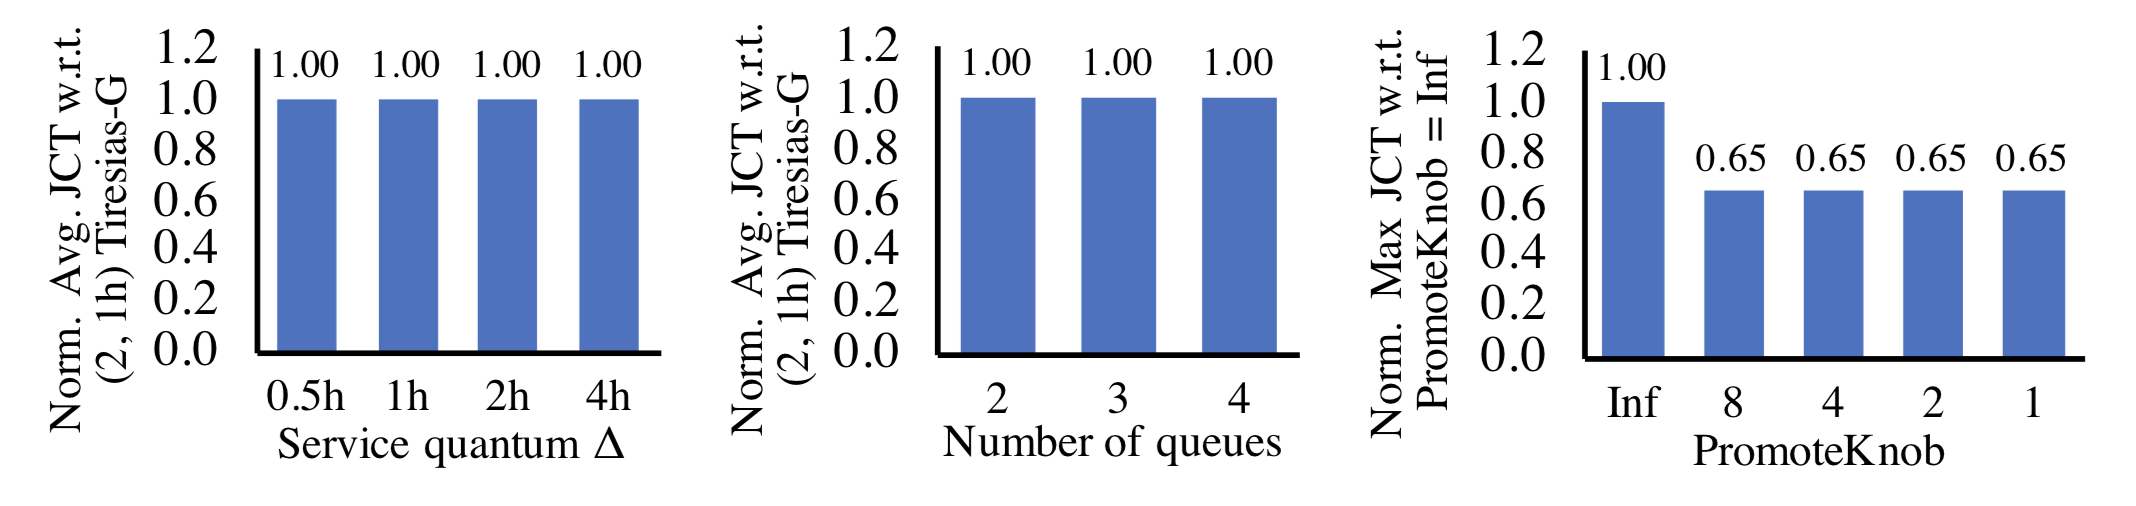 Norm. Avg. JCT w.r.t.
(2, 1h) Tiresias-G
1.2
1.0
0.8
0.6
0.4
0.2
0.0
1.00 1.00 1.00 1.00
0.5h 1h 2h 4h
Service quantum Δ
Norm. Avg. JCT w.r.t.
(2, 1h) Tiresias-G
1.2
1.0
0.8
0.6
0.4
0.2
0.0
1.00 1.00 1.00
2 3 4
Number of queues
Norm. Max JCT w.r.t.
PromoteKnob = Inf
1.2
1.0
0.8
0.6
0.4
0.2
0.0
1.00
0.65 0.65 0.65 0.65
Inf 8 4 2 1
PromoteKnob